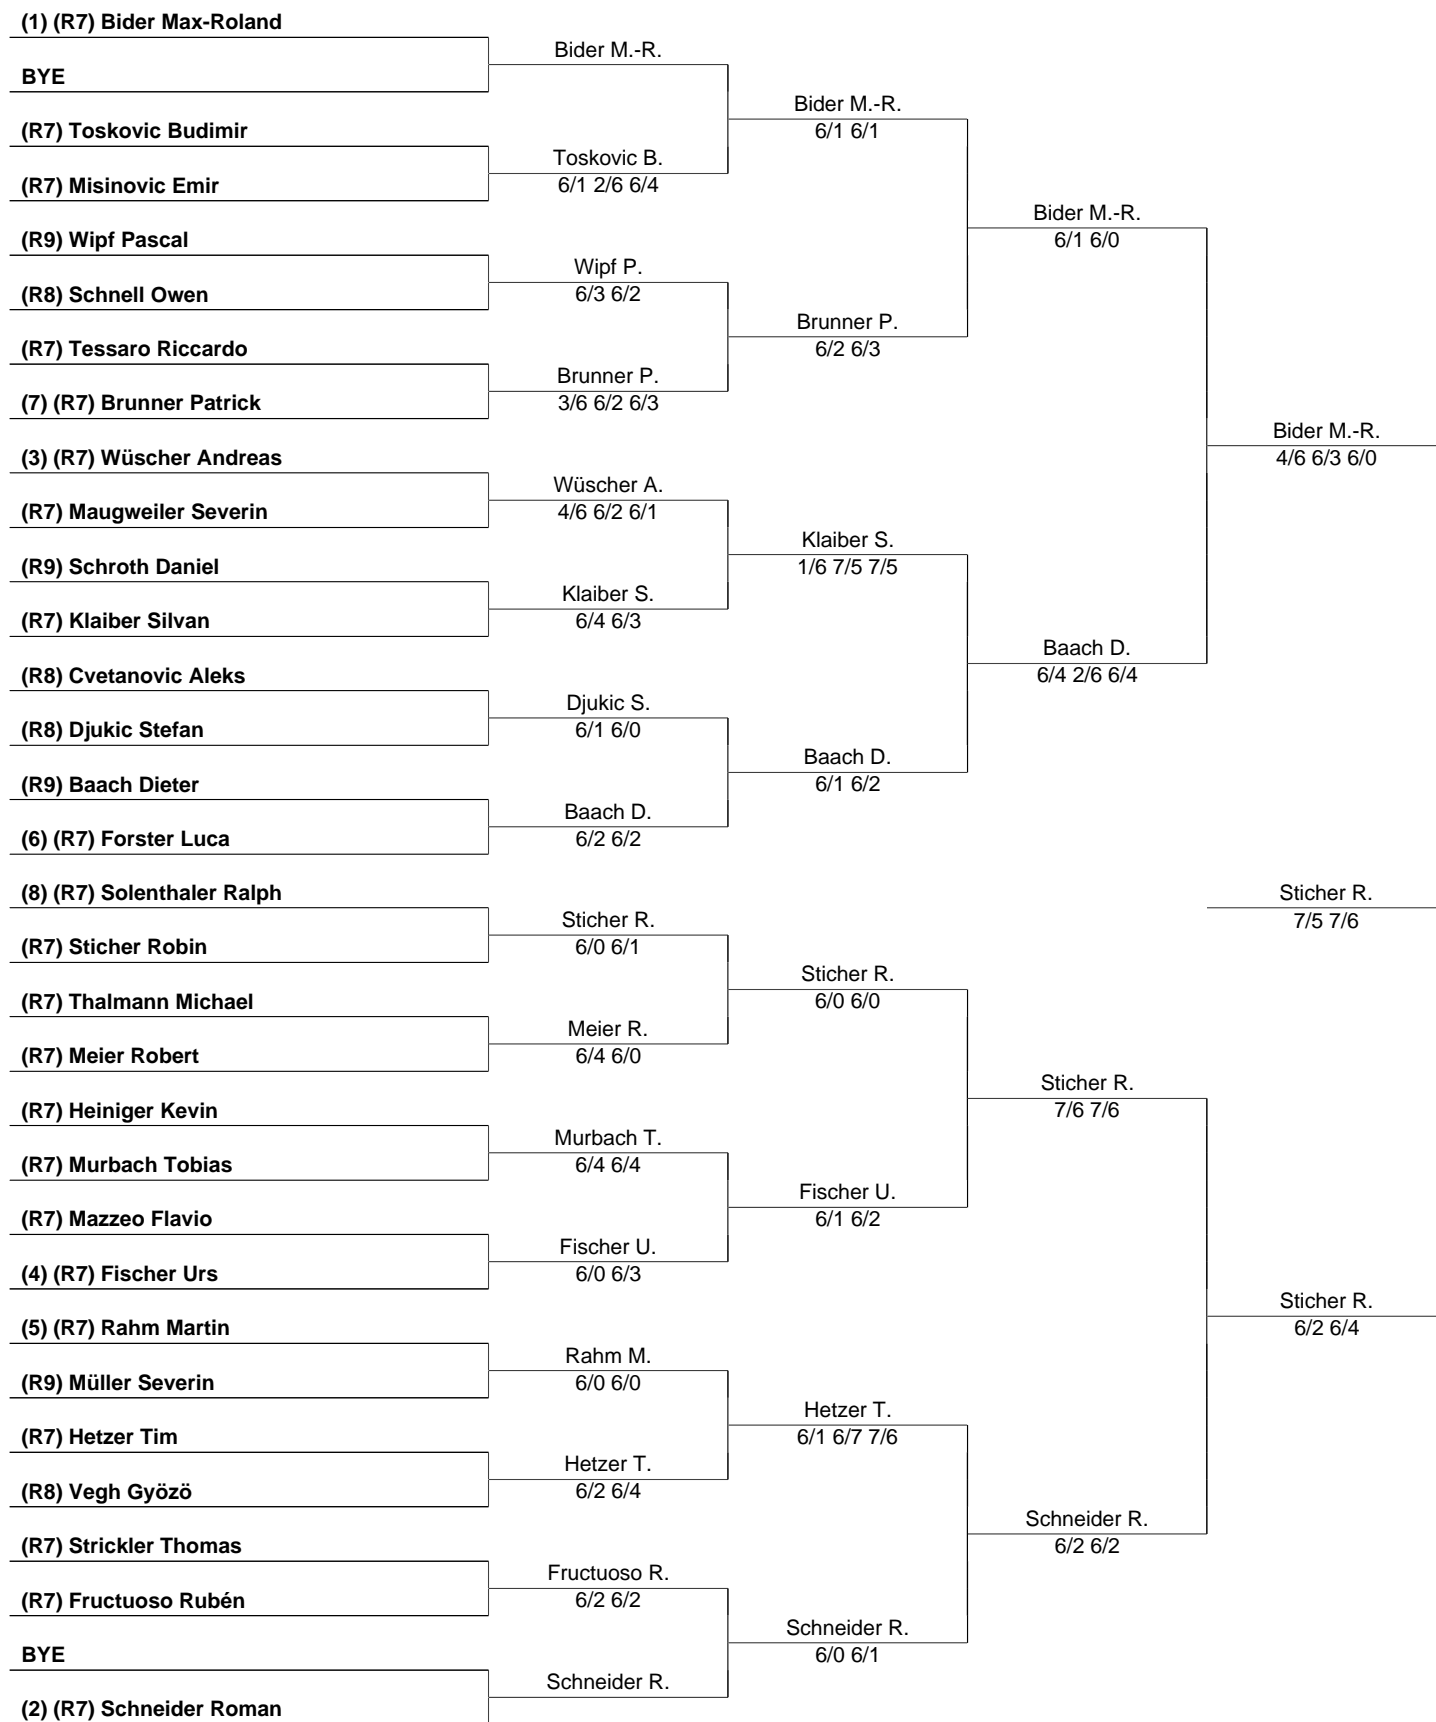 (1) (R7) Bider Max-Roland
BYE
(R7) Toskovic Budimir
(R7) Misinovic Emir
(R9) Wipf Pascal
(R8) Schnell Owen
(R7) Tessaro Riccardo
(7) (R7) Brunner Patrick
(3) (R7) Wüscher Andreas
(R7) Maugweiler Severin
(R9) Schroth Daniel
(R7) Klaiber Silvan
(R8) Cvetanovic Aleks
(R8) Djukic Stefan
(R9) Baach Dieter
(6) (R7) Forster Luca
(8) (R7) Solenthaler Ralph
(R7) Sticher Robin
(R7) Thalmann Michael
(R7) Meier Robert
(R7) Heiniger Kevin
(R7) Murbach Tobias
(R7) Mazzeo Flavio
(4) (R7) Fischer Urs
(5) (R7) Rahm Martin
(R9) Müller Severin
(R7) Hetzer Tim
(R8) Vegh Gyözö
(R7) Strickler Thomas
(R7) Fructuoso Rubén
BYE
(2) (R7) Schneider Roman
Bider M.-R.
Toskovic B.
6/1 2/6 6/4
Wipf P.
6/3 6/2
Brunner P.
3/6 6/2 6/3
Wüscher A.
4/6 6/2 6/1
Klaiber S.
6/4 6/3
Djukic S.
6/1 6/0
Baach D.
6/2 6/2
Sticher R.
6/0 6/1
Meier R.
6/4 6/0
Murbach T.
6/4 6/4
Fischer U.
6/0 6/3
Rahm M.
6/0 6/0
Hetzer T.
6/2 6/4
Fructuoso R.
6/2 6/2
Schneider R.
Bider M.-R.
6/1 6/1
Brunner P.
6/2 6/3
Klaiber S.
1/6 7/5 7/5
Baach D.
6/1 6/2
Sticher R.
6/0 6/0
Fischer U.
6/1 6/2
Hetzer T.
6/1 6/7 7/6
Schneider R.
6/0 6/1
Bider M.-R.
6/1 6/0
Baach D.
6/4 2/6 6/4
Sticher R.
7/6 7/6
Schneider R.
6/2 6/2
Bider M.-R.
4/6 6/3 6/0
Sticher R.
7/5 7/6
Sticher R.
6/2 6/4